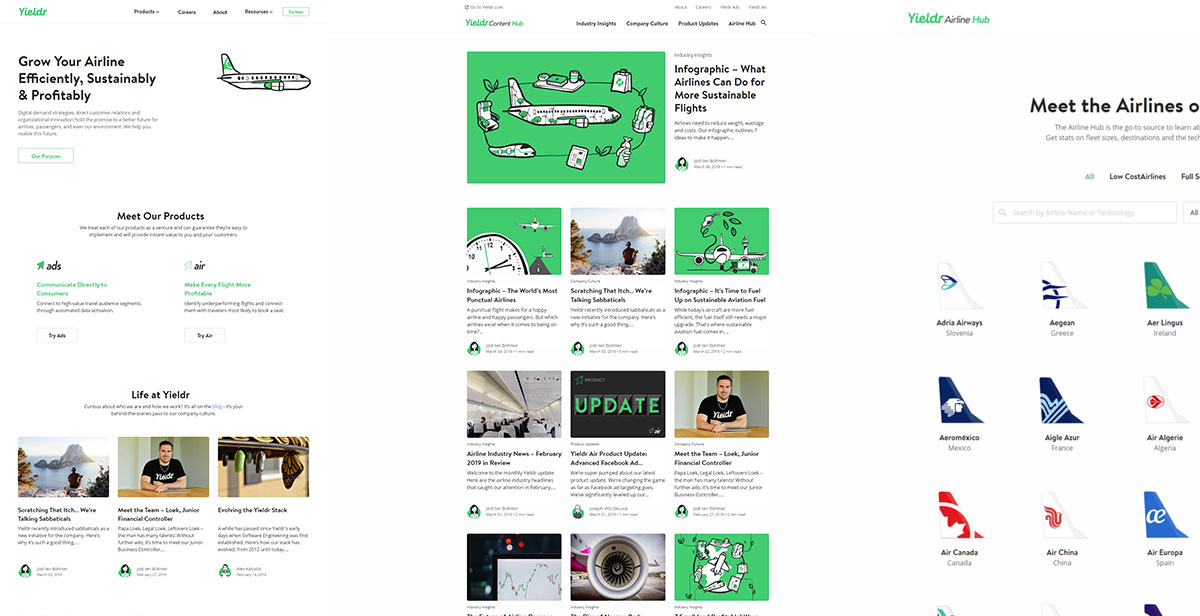 Yieldr
Products
Careers
About
Resources
Try Now
Grow Your Airline
Efficiently, Sustainably
& Profitably
Digital demand strategies, direct customer relations and
organizational innovation hold the promise to a better future for
airlines, passengers, and even our environment. We help you
realize this future.
Our Purpose
Meet Our Products
We treat each of our products as a venture and can guarantee they're easy to
implement and will provide instant value to you and your customers.
ads
Communicate Directly to
Consumers
Connect to high-value travel audience segments
through automated data activation.
Try Ads
air
Make Every Flight More
Profitable
Identify underperforming flights and connect
them with travelers most likely to book a seat.
Try Air
Life at Yieldr
Curious about who we are and how we work? It's all on the blog – it's your
behind-the-scenes pass to our company culture.
Scratching That Itch... We're
Talking Sabbaticals
Yieldr recently introduced sabbaticals as a
new initiative for the company. Here's
why it's such a good thing....
Jodi ten Bohmer
March 03, 2019
Yieldr
Meet the Team – Loek, Junior
Financial Controller
Papa Loek, Legal Loek, Leftovers Loek –
the man has many talents! Without
further ado, it's time to meet our Junior
Business Controller....
Jodi ten Bohmer
February 27, 2019
Evolving the Yieldr Stack
A while has passed since Yieldr's early
days when Software Engineering was first
established. Here's how our stack has
evolved, from 2012 until today....
February 14, 2019
Go to Yieldr.com
About
Careers
Yieldr Ads
Yieldr Air
Yieldr Content Hub
Industry Insights
Company Culture
Product Updates
Airline Hub
Industry Insights
Infographic – What
Airlines Can Do for
More Sustainable
Flights
Airlines need to reduce weight, wastage
and costs. Our infographic outlines 7
ideas to make it happen....
Jodi ten Bohmer
March 08, 2019 • 1 min read
Industry Insights
Infographic – The World's Most
Punctual Airlines
A punctual flight makes for a happy
airline and happy passengers. But which
airlines excel when it comes to being on
time?...
Jodi ten Bohmer
March 04, 2019 • 1 min read
Company Culture
Scratching That Itch... We're
Talking Sabbaticals
Yieldr recently introduced sabbaticals as a
new initiative for the company. Here's
why it's such a good thing....
Jodi ten Bohmer
March 03, 2019 • 3 min read
Industry Insights
Infographic – It's Time to Fuel
Up on Sustainable Aviation Fuel
While today's aircraft are more fuel
efficient, the fuel itself still needs a major
upgrade. That's where sustainable
aviation fuel comes in....
Jodi ten Bohmer
March 02, 2019 • 2 min read
Industry Insights
Airline Industry News – February
2019 in Review
Welcome to the monthly Yieldr update.
Here are the airline industry headlines
that caught our attention in February....
Jodi ten Bohmer
March 01, 2019 • 2 min read
PRODUCT
UPDATE
air
Product Updates
Yieldr Air Product Update:
Advanced Facebook Ad...
We're super pumped about our latest
product update. We're changing the game
as far as Facebook ad targeting goes.
We've significantly leveled up our...
Joseph Vito DeLuca
March 01, 2019 • 1 min read
Yieldr
Company Culture
Meet the Team – Loek, Junior
Financial Controller
Papa Loek, Legal Loek, Leftovers Loek –
the man has many talents! Without
further ado, it's time to meet our Junior
Business Controller....
Jodi ten Bohmer
February 27, 2019 • 2 min read
Industry Insights
Industry Insights
Industry Insights
Yieldr Airline Hub
Meet the Airlines o
The Airline Hub is the go-to source to learn ab
Get stats on fleet sizes, destinations and the tech
All
Low CostAirlines
Full S
Search by Airline Name or Technology
All
Adria Airways
Slovenia
Aegean
Greece
Aer Lingus
Ireland
Aeroméxico
Mexico
Aigle Azur
France
Air Algerie
Algeria
Air Canada
Canada
Air China
China
æ
Air Europa
Spain